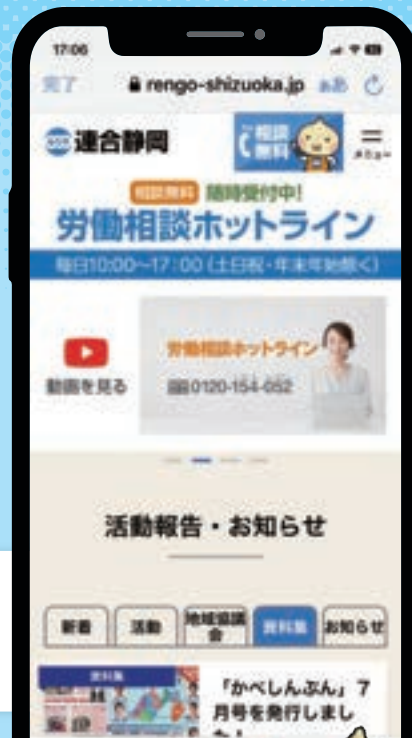 17:06
完了 rengo-shizuoka.jp ああ
連合静岡
ご相談
無料
メニュー
相談無料 随時受付中!
労働相談ホットライン
毎日10:00〜17:00 (土日祝・年末年始除く)
動画を見る
労働相談ホットライン
0120-154-052
活動報告・お知らせ
新着
活動
地域協議
会
資料集
お知らせ
資料集
「かべしんぶん」7
月号を発行しまし
た!